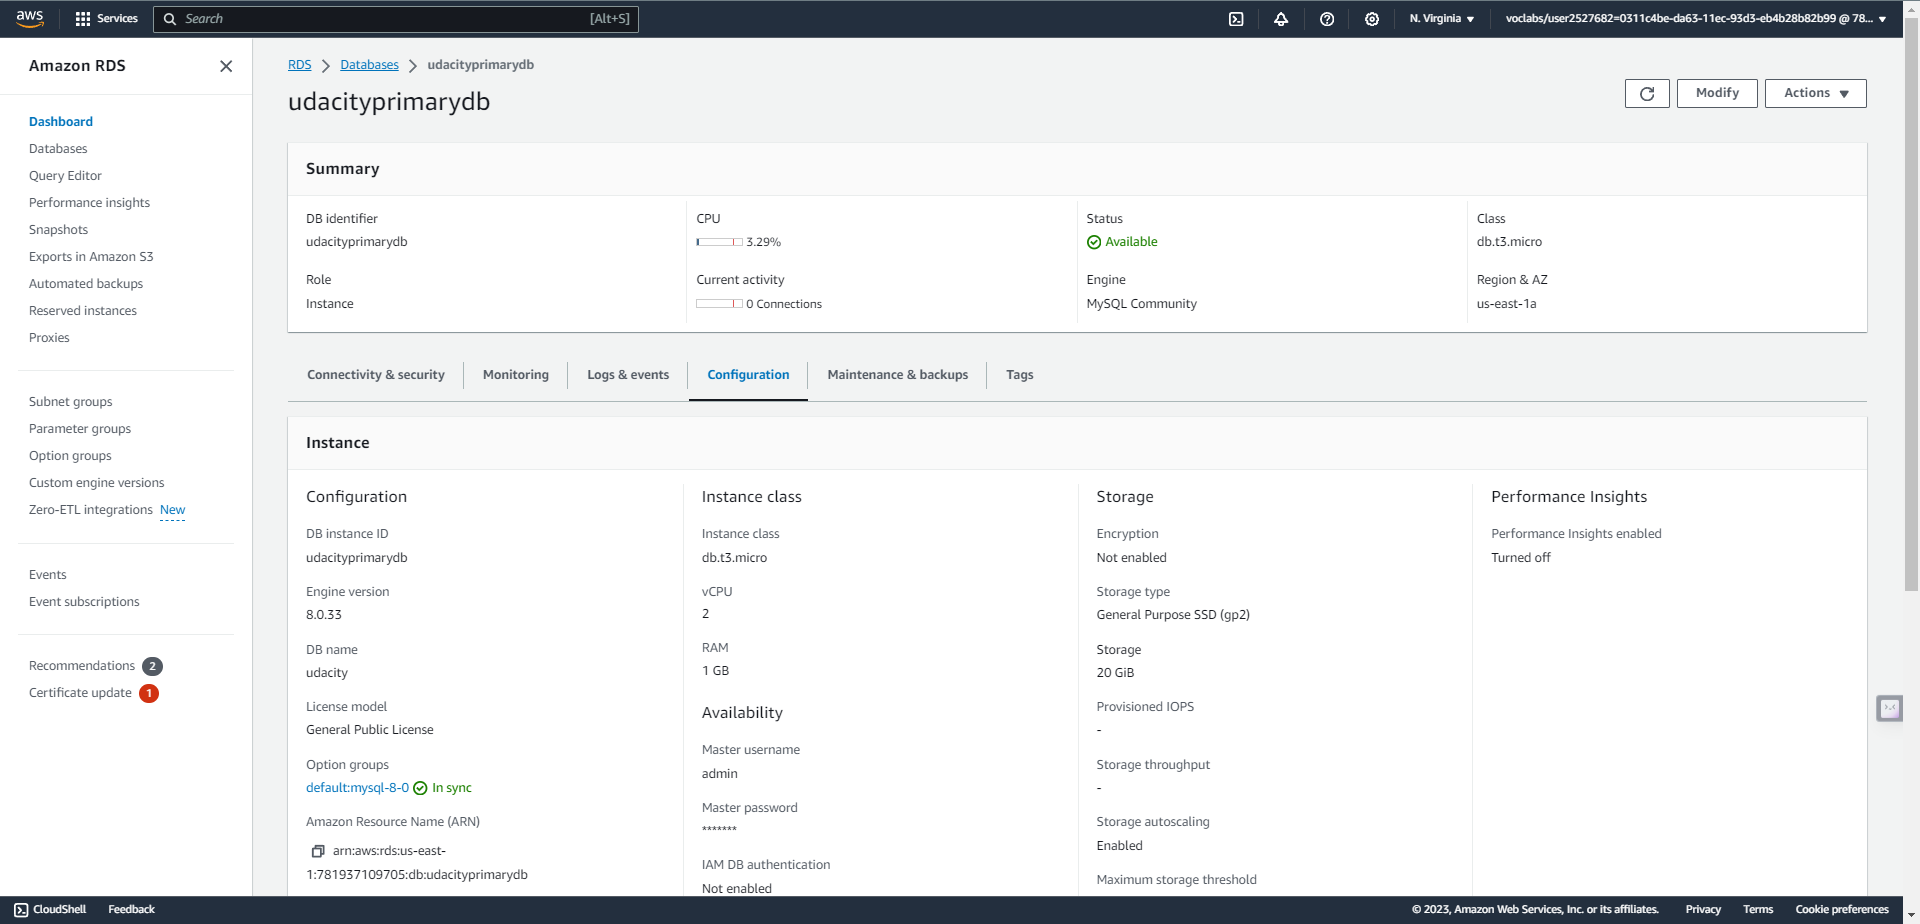 aws
Services
Search
[Alt+S]
N. Virginia
voclabs/user2527682=0311c4be-da63-11ec-93d3-eb4b28b82b99 @ 78...
Amazon RDS
Dashboard
Databases
Query Editor
Performance insights
Snapshots
Exports in Amazon S3
Automated backups
Reserved instances
Proxies
Subnet groups
Parameter groups
Option groups
Custom engine versions
Zero-ETL integrations New
Events
Event subscriptions
Recommendations 2
Certificate update 1
RDS > Databases > udacityprimarydb
udacityprimarydb
Modify
Actions
Summary
DB identifier
udacityprimarydb
Role
Instance
CPU
3.29%
Current activity
0 Connections
Status
Available
Engine
MySQL Community
Class
db.t3.micro
Region & AZ
us-east-1a
Connectivity & security
Monitoring
Logs & events
Configuration
Maintenance & backups
Tags
Instance
Configuration
DB instance ID
udacityprimarydb
Engine version
8.0.33
DB name
udacity
License model
General Public License
Option groups
default:mysql-8-0 In sync
Amazon Resource Name (ARN)
arn:aws:rds:us-east-
1:781937109705:db:udacityprimarydb
Instance class
Instance class
db.t3.micro
vCPU
2
RAM
1 GB
Availability
Master username
admin
Master password
*******
IAM DB authentication
Not enabled
Storage
Encryption
Not enabled
Storage type
General Purpose SSD (gp2)
Storage
20 GiB
Provisioned IOPS
-
Storage throughput
-
Storage autoscaling
Enabled
Maximum storage threshold
Performance Insights
Performance Insights enabled
Turned off
CloudShell
Feedback
© 2023, Amazon Web Services, Inc. or its affiliates.
Privacy
Terms
Cookie preferences